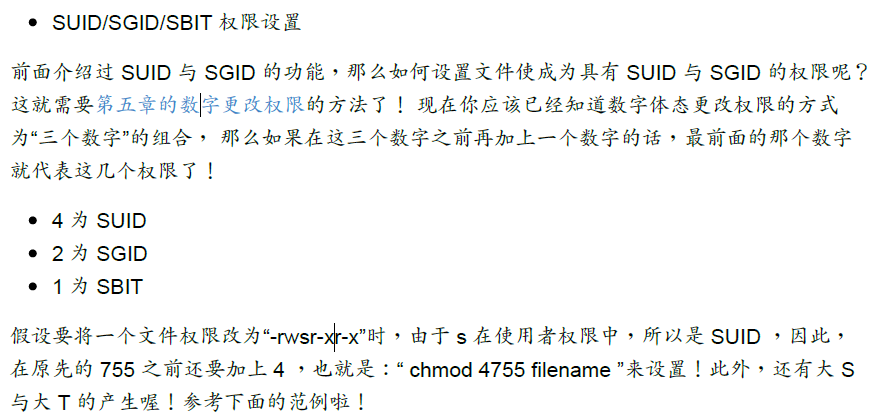 • SUID/SGID/SBIT 权限设置
前面介绍过 SUID 与 SGID 的功能，那么如何设置文件使成为具有 SUID 与 SGID 的权限呢？
这就需要第五章的数字更改权限的方法了！ 现在你应该已经知道数字体态更改权限的方式
为“三个数字”的组合， 那么如果在这三个数字之前再加上一个数字的话，最前面的那个数字
就代表这几个权限了！
• 4 为 SUID
• 2 为 SGID
• 1 为 SBIT
假设要将一个文件权限改为“-rwsr-xr-x”时，由于 s 在使用者权限中，所以是 SUID ，因此，
在原先的 755 之前还要加上 4 ，也就是：“ chmod 4755 filename ”来设置！此外，还有大 S
与大 T 的产生喔！参考下面的范例啦！